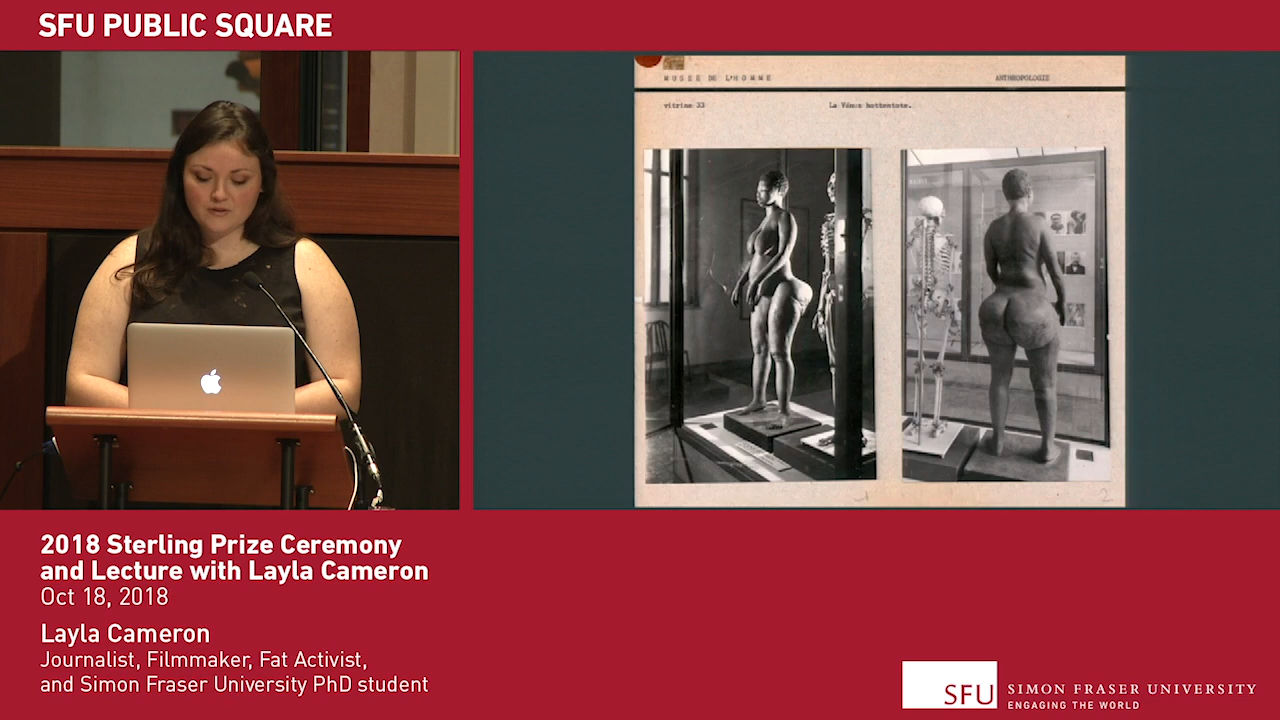 SFU PUBLIC SQUARE
MUSEE DE L'HOMME
ANTHROPOLOGIE
vitrine 33
La Vénus hottentote.
2018 Sterling Prize Ceremony
and Lecture with Layla Cameron
Oct 18, 2018
Layla Cameron
Journalist, Filmmaker, Fat Activist,
and Simon Fraser University PhD student
SFU
SIMON FRASER UNIVERSITY
ENGAGING THE WORLD
2